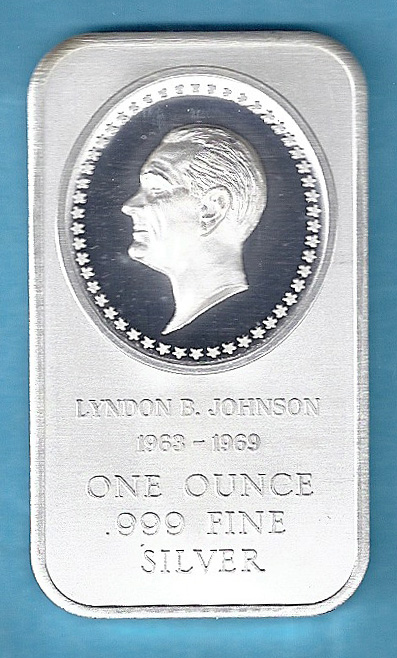 LYNDON B. JOHNSON
1963 - 1969
ONE OUNCE
.999 FINE
SILVER